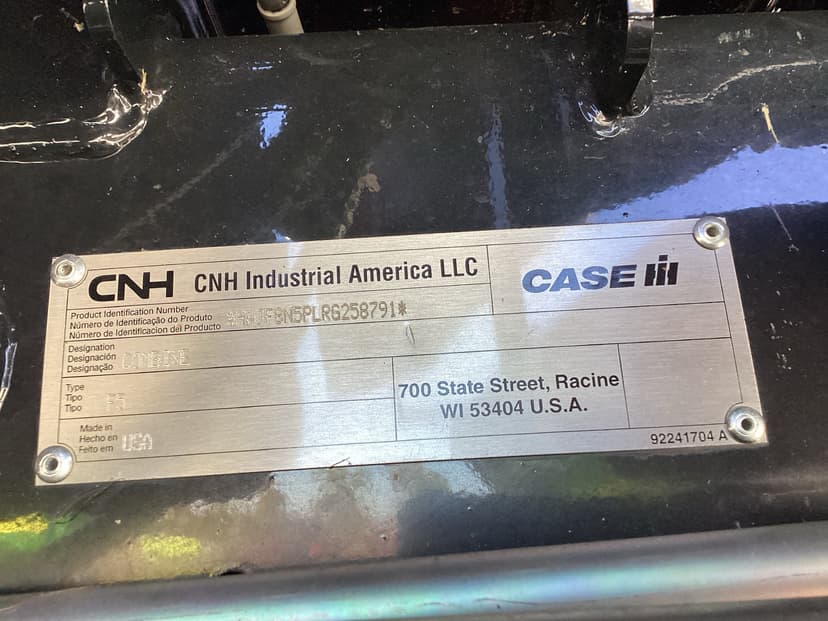 CNH CNH Industrial America LLC
CASE IH
Product Identification Number
Número de Identificação do Produto
Número de Identificacion del Producto
Designation
Designación COMBINE
Designação
Type
Tipo
Tipo
700 State Street, Racine
WI 53404 U.S.A.
Made in
Hecho en USA
Feito em
92241704 A